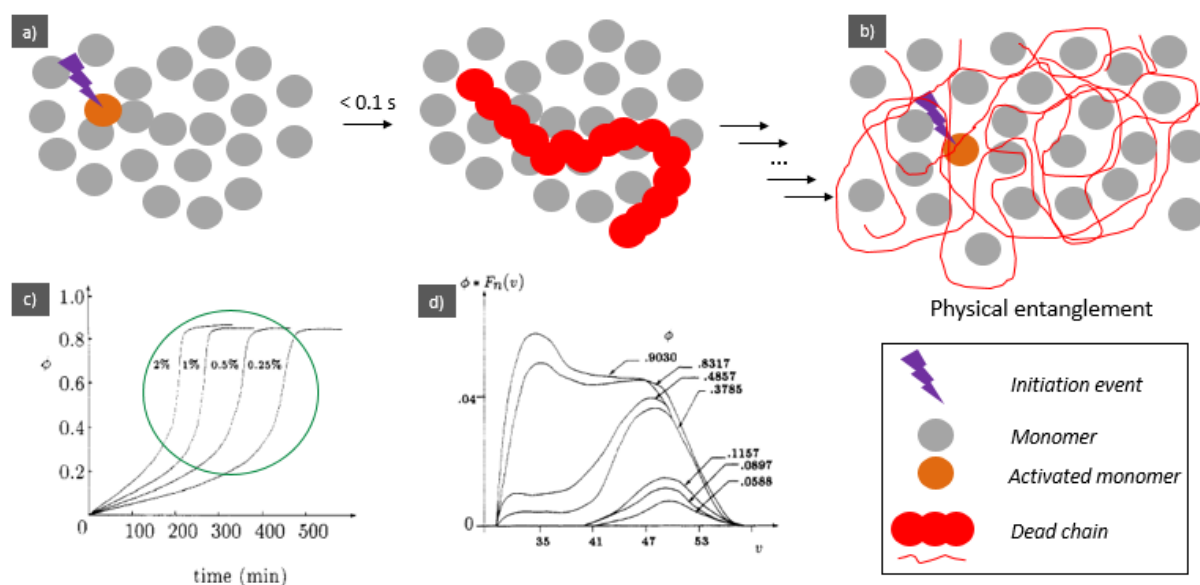 a)
< 0.1 s
...
b)
Physical entanglement
c)
ϕ
1.0
0.8
0.6
0.4
0.2
0
2%
1%
0.5%
0.25%
100 200 300 400 500
time (min)
d)
ϕ * Fn(v)
.04
0
ϕ
.9030
.8317
.4857
.3785
.1157
.0897
.0588
35 41 47 53
v
Initiation event
Monomer
Activated monomer
Dead chain